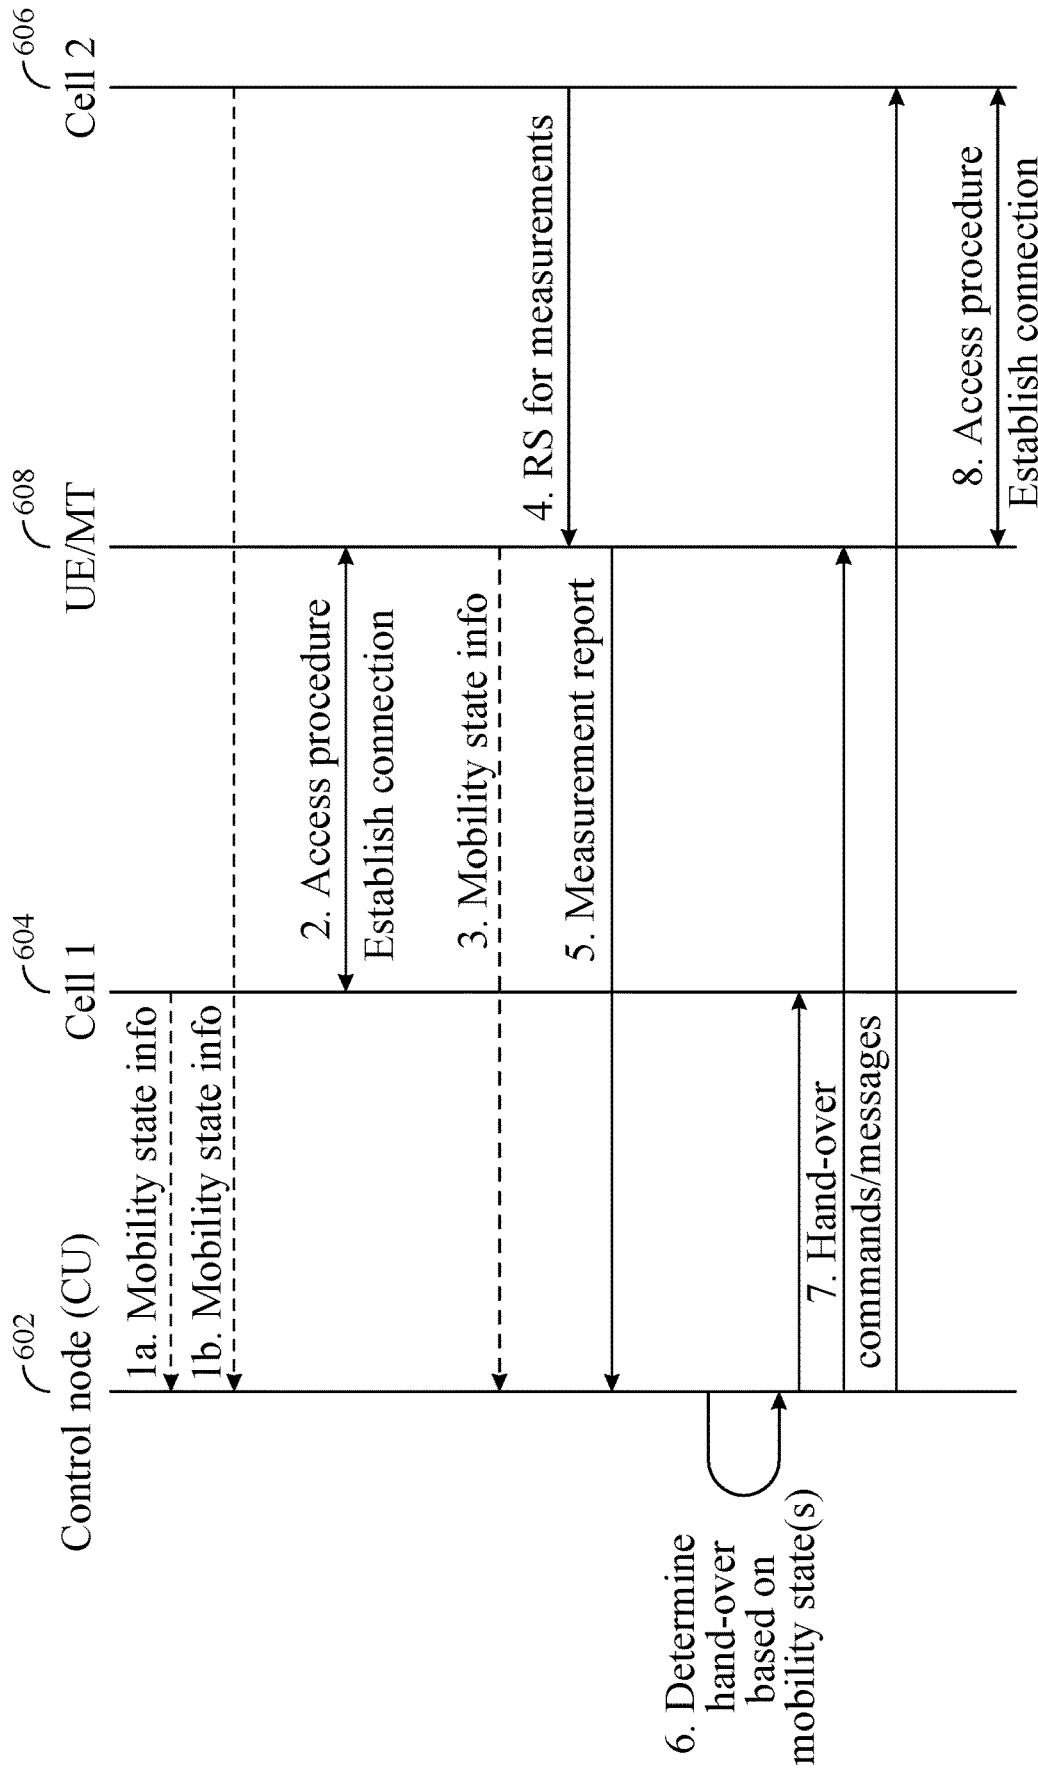 602
Control node (CU)
604
Cell 1
608
UE/MT
606
Cell 2
1a. Mobility state info
1b. Mobility state info
2. Access procedure
Establish connection
3. Mobility state info
4. RS for measurements
5. Measurement report
6. Determine
hand-over
based on
mobility state(s)
7. Hand-over
commands/messages
8. Access procedure
Establish connection